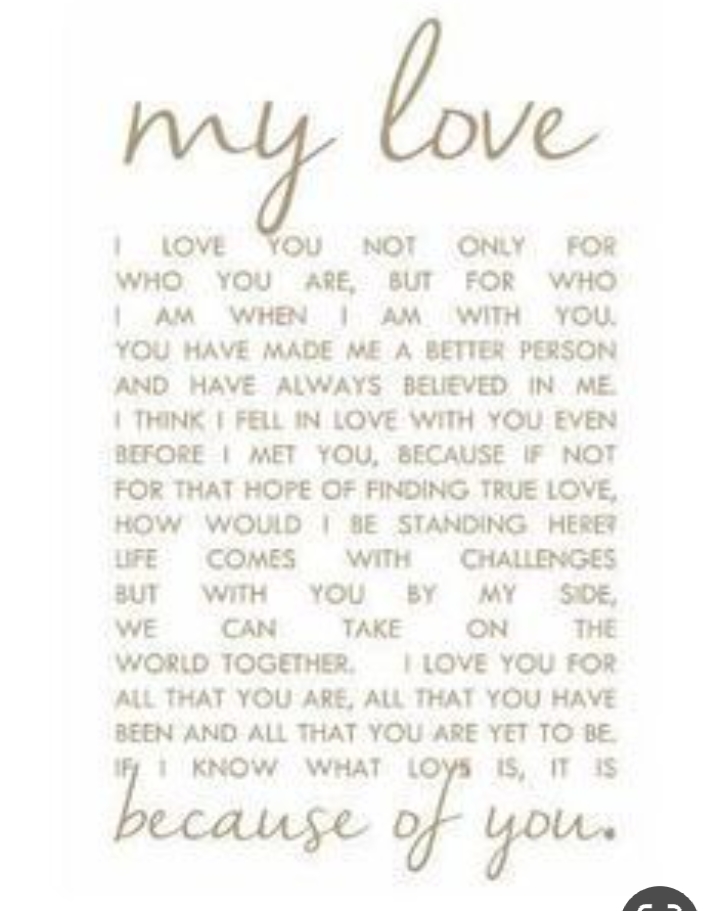 my love
I LOVE YOU NOT ONLY FOR
WHO YOU ARE, BUT FOR WHO
I AM WHEN I AM WITH YOU.
YOU HAVE MADE ME A BETTER PERSON
AND HAVE ALWAYS BELIEVED IN ME.
I THINK I FELL IN LOVE WITH YOU EVEN
BEFORE I MET YOU, BECAUSE IF NOT
FOR THAT HOPE OF FINDING TRUE LOVE,
HOW WOULD I BE STANDING HERE?
LIFE COMES WITH CHALLENGES
BUT WITH YOU BY MY SIDE,
WE CAN TAKE ON THE
WORLD TOGETHER. I LOVE YOU FOR
ALL THAT YOU ARE, ALL THAT YOU HAVE
BEEN AND ALL THAT YOU ARE YET TO BE.
IF I KNOW WHAT LOVE IS, IT IS
because of you.